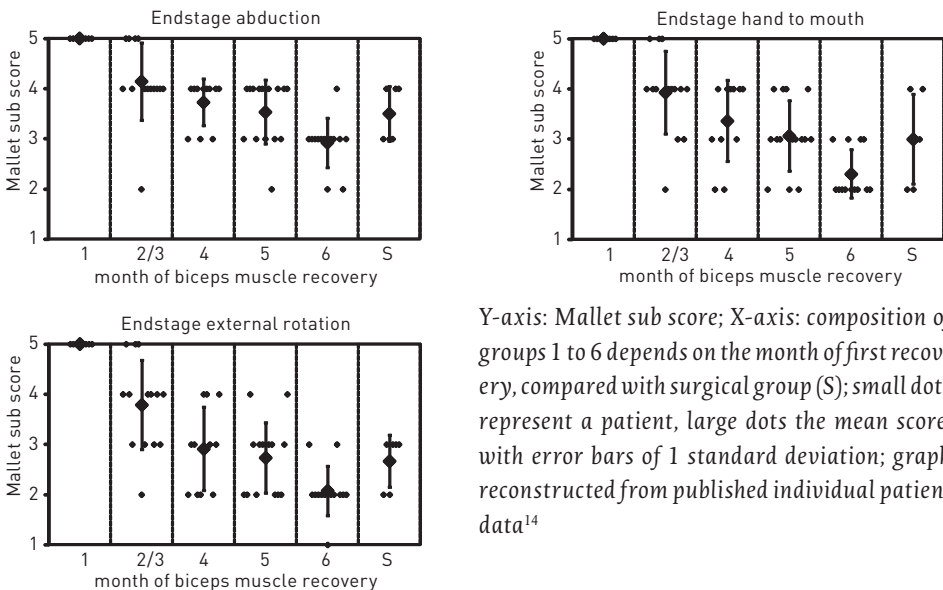 Endstage abduction
Mallet sub score
5
4
3
2
1
1 2/3 4 5 6 S
month of biceps muscle recovery
Endstage hand to mouth
Mallet sub score
5
4
3
2
1
1 2/3 4 5 6 S
month of biceps muscle recovery
Endstage external rotation
Mallet sub score
5
4
3
2
1
1 2/3 4 5 6 S
month of biceps muscle recovery
Y-axis: Mallet sub score; X-axis: composition o
groups 1 to 6 depends on the month of first recov
ery, compared with surgical group (S); small dot
represent a patient, large dots the mean score
with error bars of 1 standard deviation; graph
reconstructed from published individual patien
data¹⁴